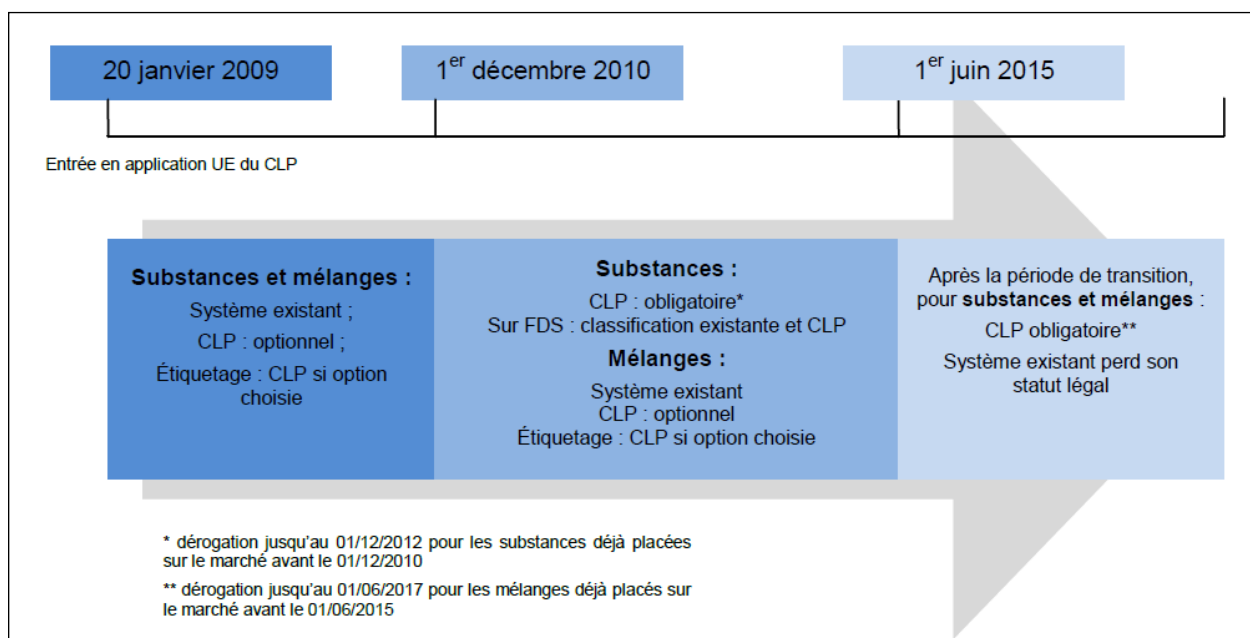 20 janvier 2009
1er décembre 2010
1er juin 2015
Entrée en application UE du CLP
Substances et mélanges :
Système existant ;
CLP : optionnel ;
Étiquetage : CLP si option
choisie
Substances :
CLP : obligatoire*
Sur FDS : classification existante et CLP
Mélanges :
Système existant
CLP : optionnel
Étiquetage : CLP si option choisie
Après la période de transition,
pour substances et mélanges :
CLP obligatoire**
Système existant perd son
statut légal
* dérogation jusqu'au 01/12/2012 pour les substances déjà placées
sur le marché avant le 01/12/2010
** dérogation jusqu'au 01/06/2017 pour les mélanges déjà placés sur
le marché avant le 01/06/2015